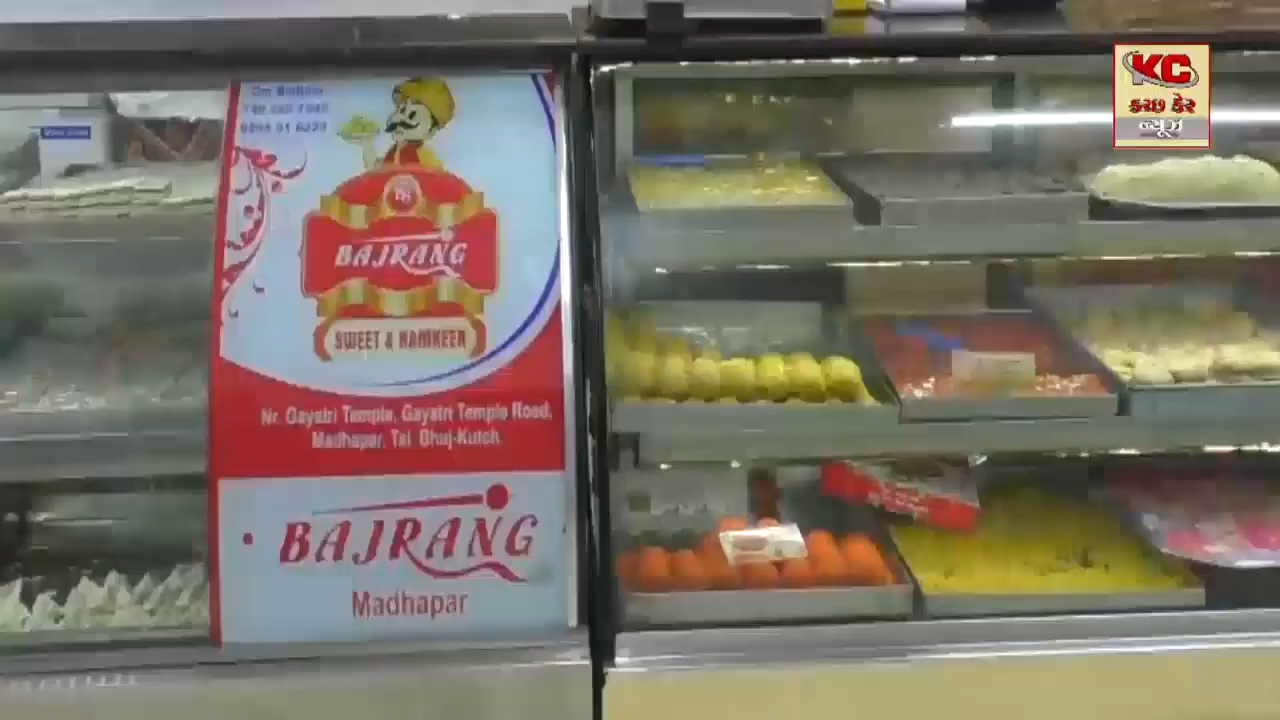 KC
કચ્છ કેર
ન્યૂઝ
BAJRANG
SWEET & NAMKEEN
Nr. Gayatri Temple, Gayatri Temple Road,
Madhapar, Tal. Bhuj-Kutch.
BAJRANG
Madhapar